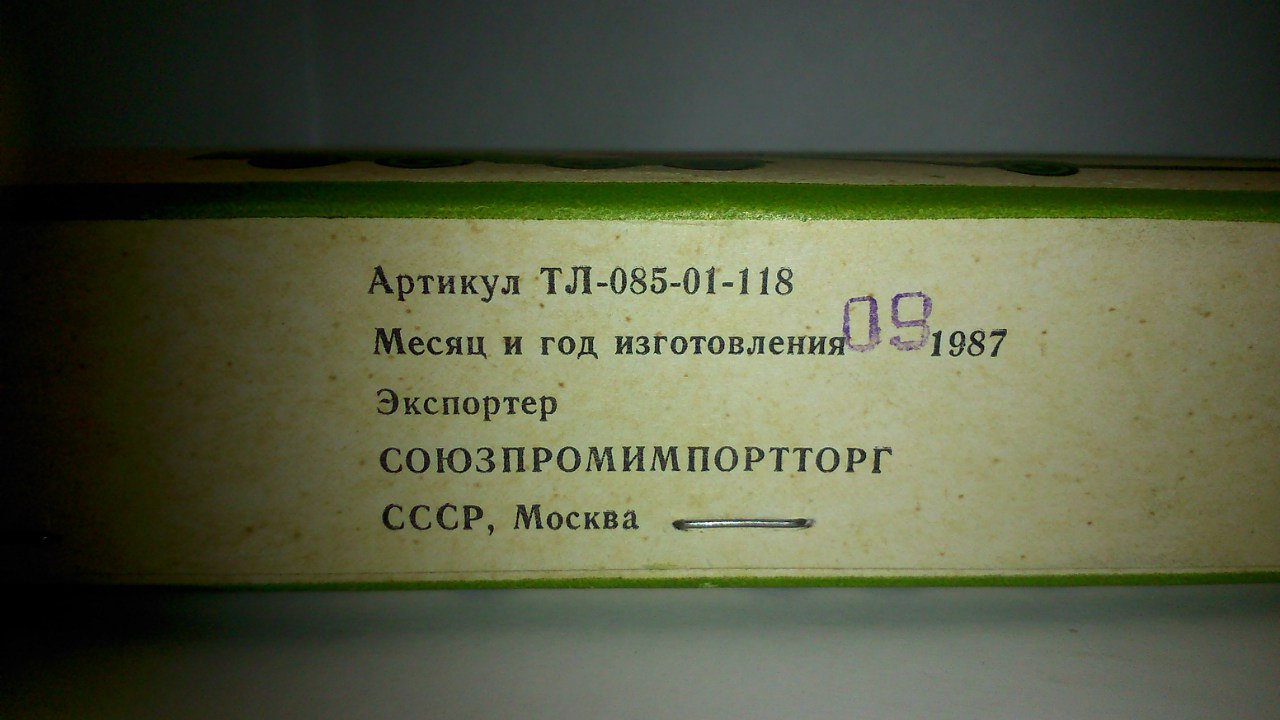 Артикул ТЛ-085-01-118
Месяц и год изготовления 09 1987
Экспортер
СОЮЗПРОМИМПОРТТОРГ
СССР, Москва